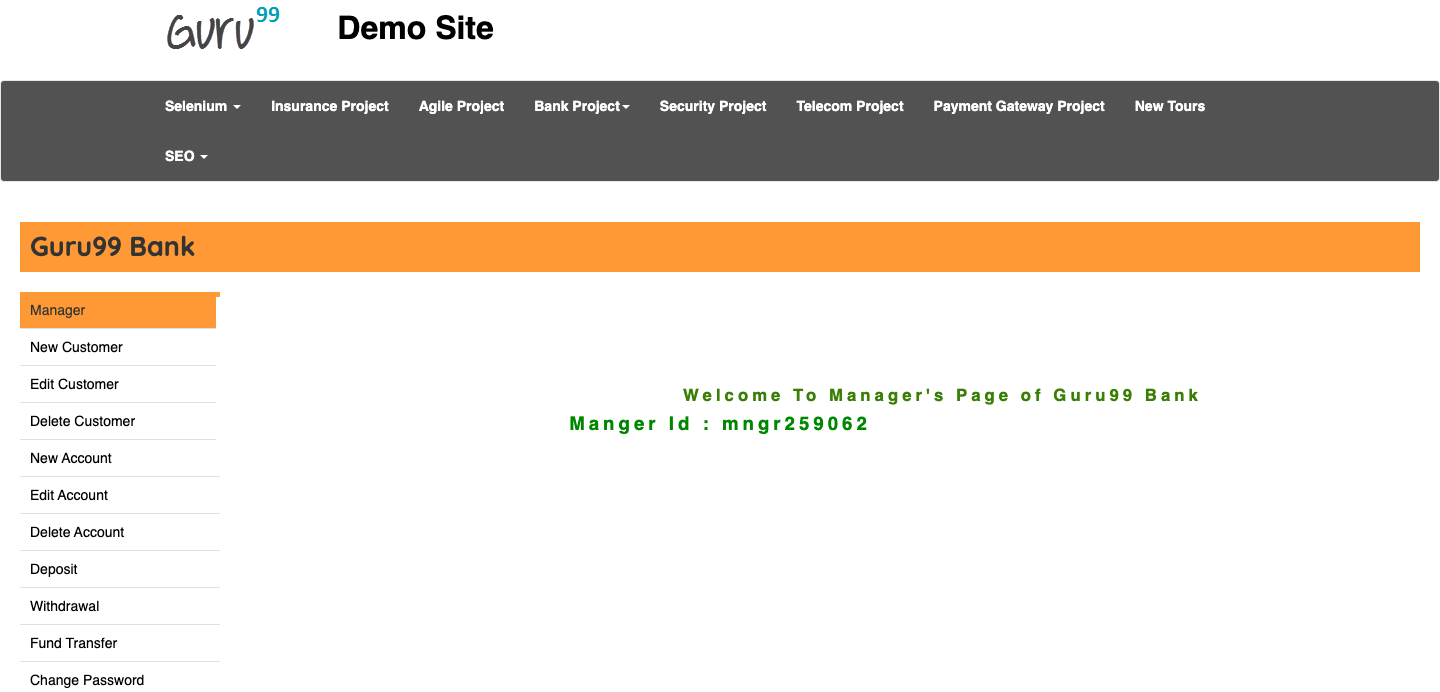 Guru99 Demo Site
Selenium Insurance Project Agile Project Bank Project Security Project Telecom Project Payment Gateway Project New Tours
SEO
Guru99 Bank
Manager
New Customer
Edit Customer
Delete Customer
New Account
Edit Account
Delete Account
Deposit
Withdrawal
Fund Transfer
Change Password
Welcome To Manager's Page of Guru99 Bank
Manger Id : mngr259062